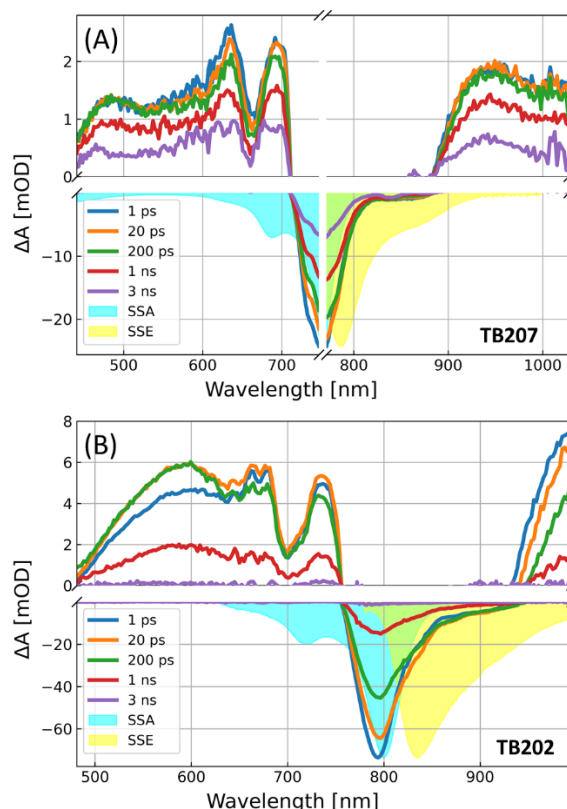 (A)
2
1
0
ΔA [mOD]
−10
−20
1 ps
20 ps
200 ps
1 ns
3 ns
SSA
SSE
TB207
500 600 700 800 900 1000
Wavelength [nm]
(B)
8
6
4
2
0
ΔA [mOD]
−20
−40
−60
1 ps
20 ps
200 ps
1 ns
3 ns
SSA
SSE
TB202
500 600 700 800 900
Wavelength [nm]